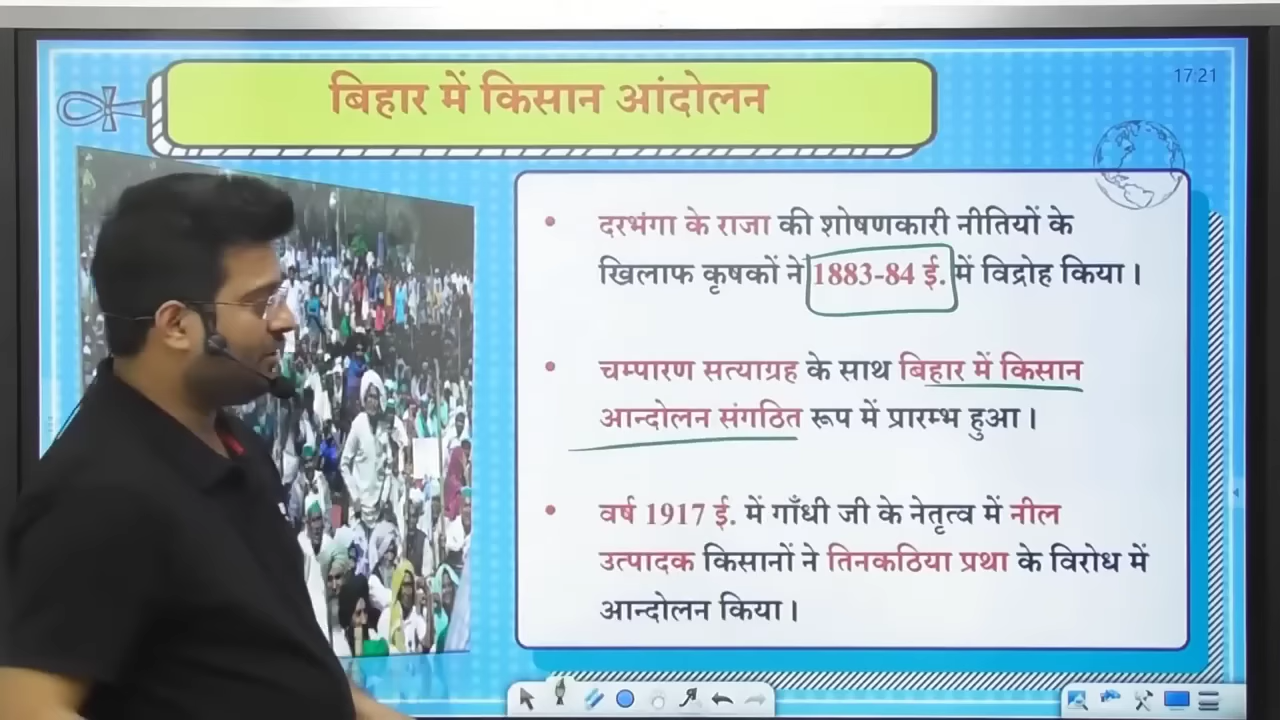 बिहार में किसान आंदोलन
17:21
दरभंगा के राजा की शोषणकारी नीतियों के
खिलाफ कृषकों ने 1883-84 ई. में विद्रोह किया।
चम्पारण सत्याग्रह के साथ बिहार में किसान
आन्दोलन संगठित रूप में प्रारम्भ हुआ।
वर्ष 1917 ई. में गाँधी जी के नेतृत्व में नील
उत्पादक किसानों ने तिनकठिया प्रथा के विरोध में
आन्दोलन किया।